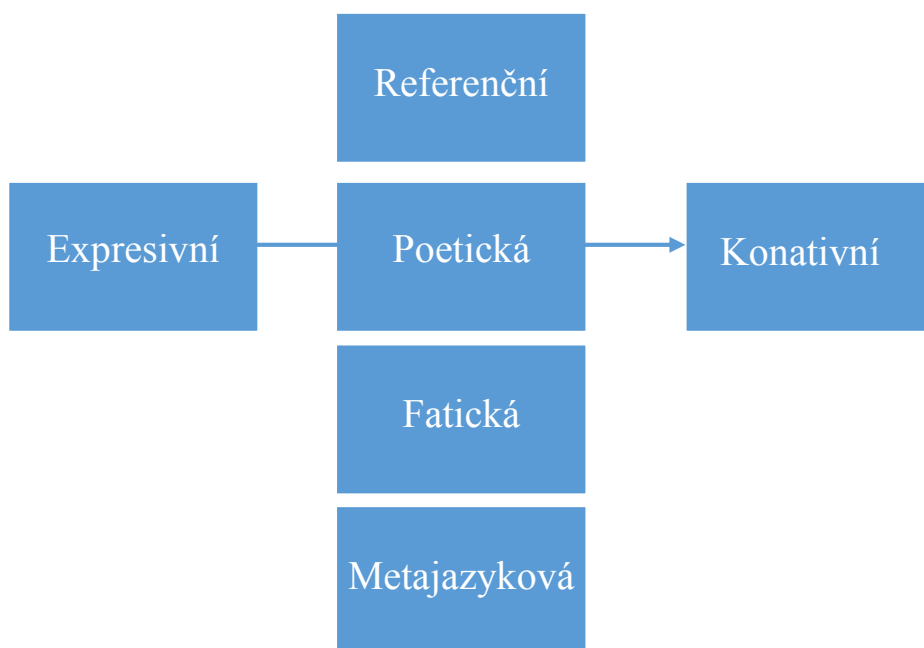 Referenční
Expresivní
Poetická
Konativní
Fatická
Metajazyková